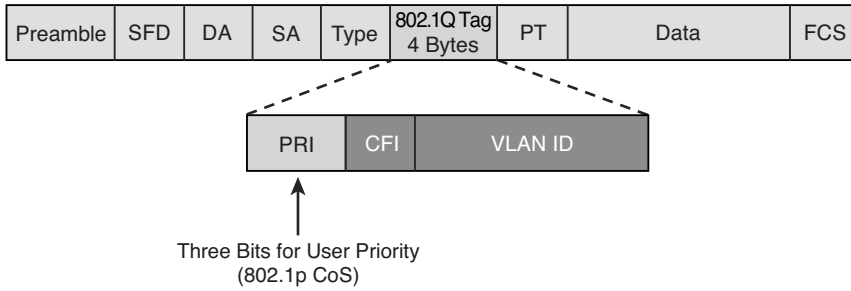 Preamble SFD DA SA Type 802.1Q Tag 4 Bytes PT Data FCS
PRI CFI VLAN ID
Three Bits for User Priority
(802.1p CoS)